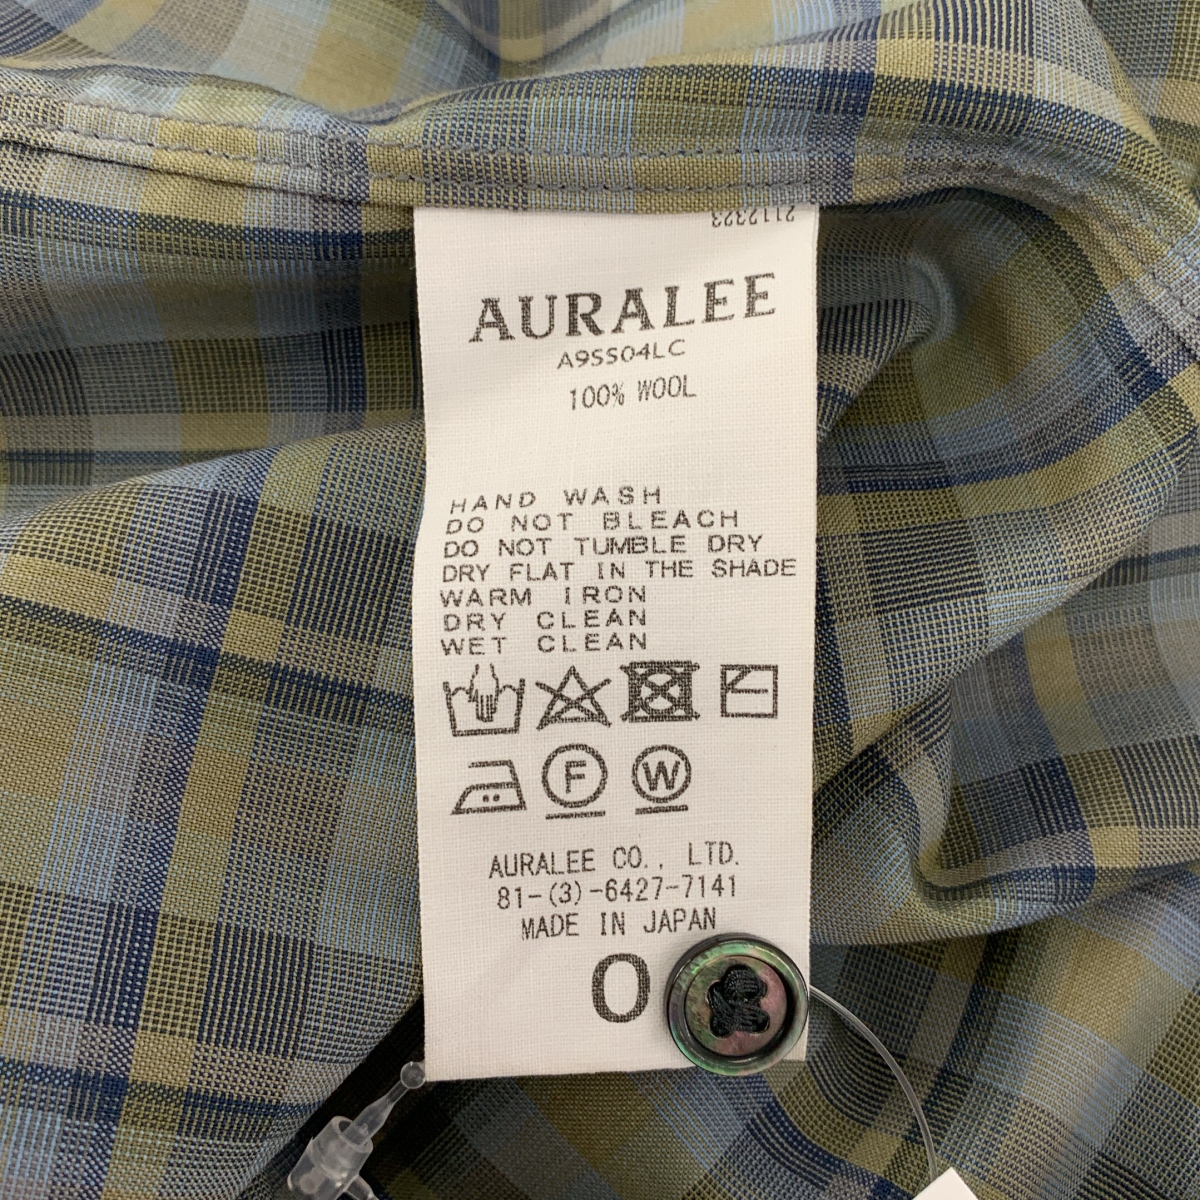 2112323
AURALEE
A9SS04LC
100% WOOL
HAND WASH
DO NOT BLEACH
DO NOT TUMBLE DRY
DRY FLAT IN THE SHADE
WARM IRON
DRY CLEAN
WET CLEAN
F W
AURALEE CO., LTD.
81-(3)-6427-7141
MADE IN JAPAN
0